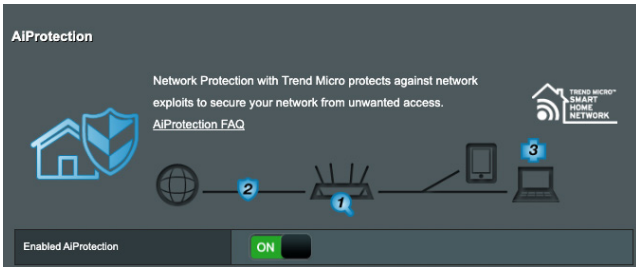 AiProtection
Network Protection with Trend Micro protects against network
exploits to secure your network from unwanted access.
AiProtection FAQ
TREND MICRO™
SMART
HOME
NETWORK
3
2
1
Enabled AiProtection
ON